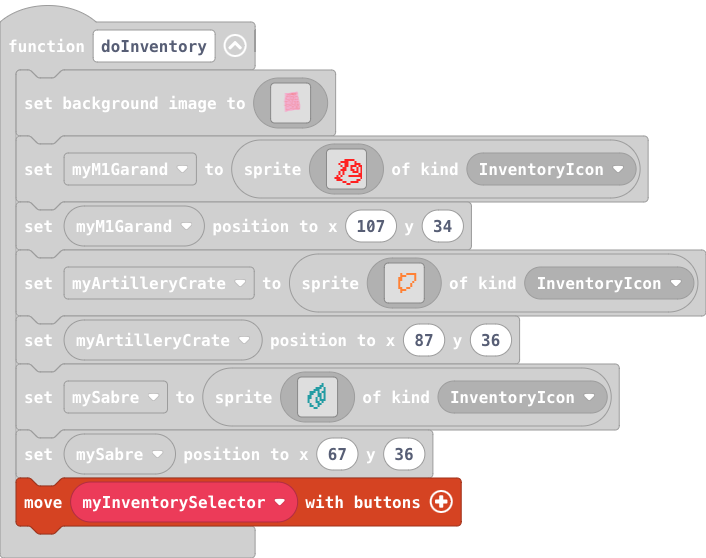 function doInventory
set background image to
set myM1Garand to sprite of kind InventoryIcon
set myM1Garand position to x 107 y 34
set myArtilleryCrate to sprite of kind InventoryIcon
set myArtilleryCrate position to x 87 y 36
set mySabre to sprite of kind InventoryIcon
set mySabre position to x 67 y 36
move myInventorySelector with buttons